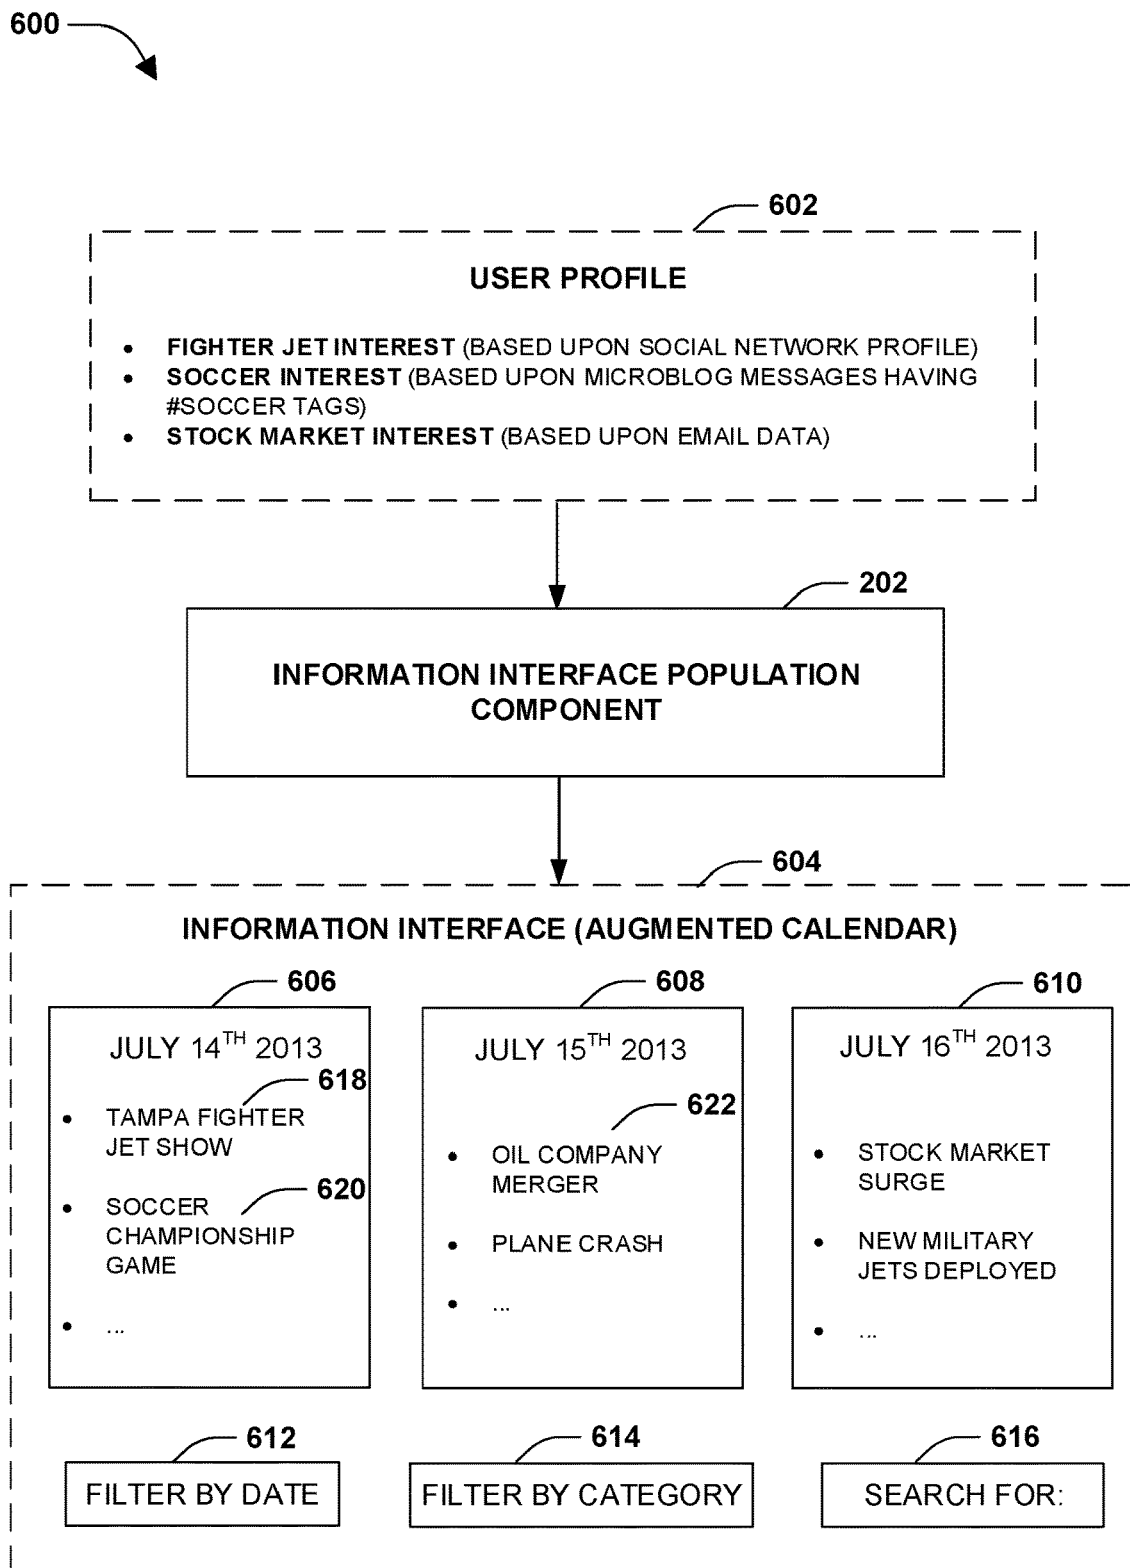 600
602
USER PROFILE
• FIGHTER JET INTEREST (BASED UPON SOCIAL NETWORK PROFILE)
• SOCCER INTEREST (BASED UPON MICROBLOG MESSAGES HAVING
#SOCCER TAGS)
• STOCK MARKET INTEREST (BASED UPON EMAIL DATA)
202
INFORMATION INTERFACE POPULATION
COMPONENT
604
INFORMATION INTERFACE (AUGMENTED CALENDAR)
606
JULY 14TH 2013
618
• TAMPA FIGHTER
JET SHOW
620
• SOCCER
CHAMPIONSHIP
GAME
• ...
608
JULY 15TH 2013
622
• OIL COMPANY
MERGER
• PLANE CRASH
• ...
610
JULY 16TH 2013
• STOCK MARKET
SURGE
• NEW MILITARY
JETS DEPLOYED
• ...
612
FILTER BY DATE
614
FILTER BY CATEGORY
616
SEARCH FOR: